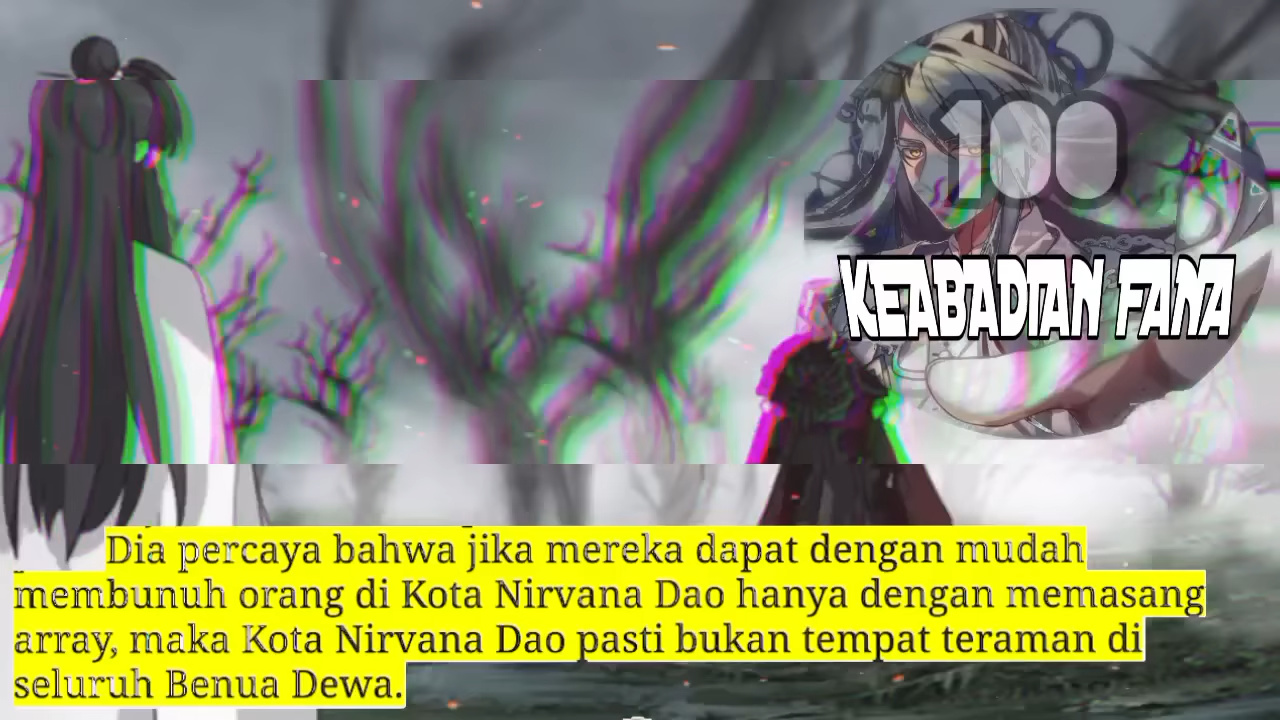 100
KEABADIAN FANA
Dia percaya bahwa jika mereka dapat dengan mudah
membunuh orang di Kota Nirvana Dao hanya dengan memasang
array, maka Kota Nirvana Dao pasti bukan tempat teraman di
seluruh Benua Dewa.